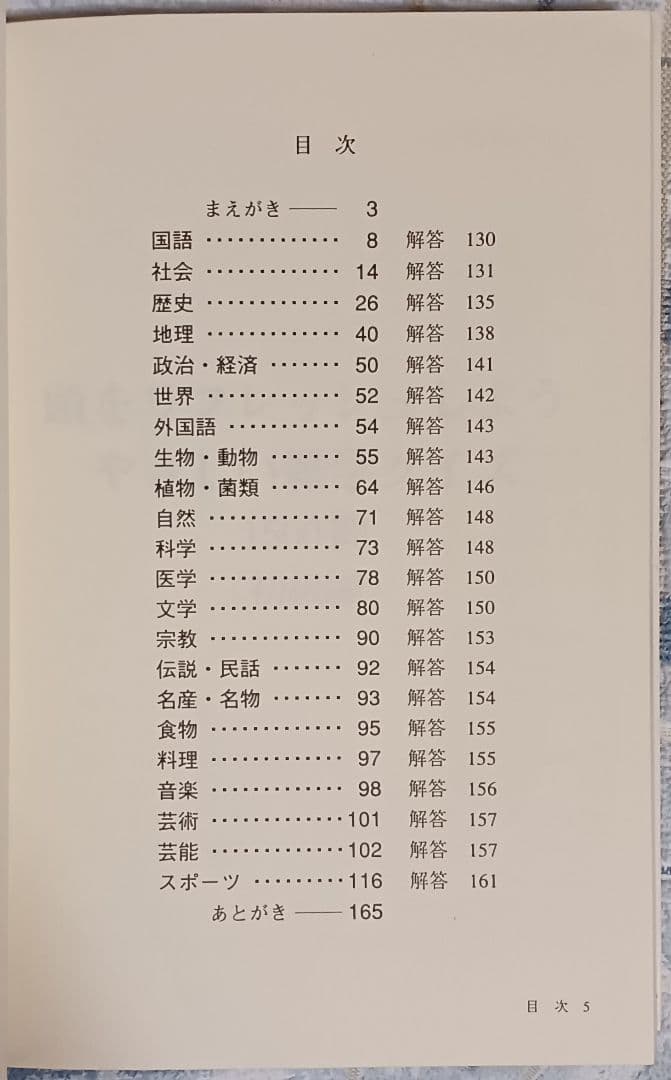 目 次
まえがき —— 3
国語 ············· 8 解答 130
社会 ············· 14 解答 131
歴史 ············· 26 解答 135
地理 ············· 40 解答 138
政治・経済 ······· 50 解答 141
世界 ············· 52 解答 142
外国語 ··········· 54 解答 143
生物・動物 ······· 55 解答 143
植物・菌類 ······· 64 解答 146
自然 ············· 71 解答 148
科学 ············· 73 解答 148
医学 ············· 78 解答 150
文学 ············· 80 解答 150
宗教 ············· 90 解答 153
伝説・民話 ······· 92 解答 154
名産・名物 ······· 93 解答 154
食物 ············· 95 解答 155
料理 ············· 97 解答 155
音楽 ············· 98 解答 156
芸術 ············· 101 解答 157
芸能 ············· 102 解答 157
スポーツ ········· 116 解答 161
あとがき —— 165
目 次 5